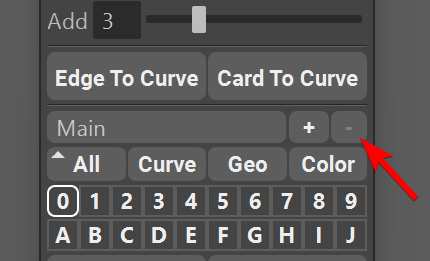 Add 3
Edge To Curve Card To Curve
Main + -
All Curve Geo Color
0 1 2 3 4 5 6 7 8 9
A B C D E F G H I J